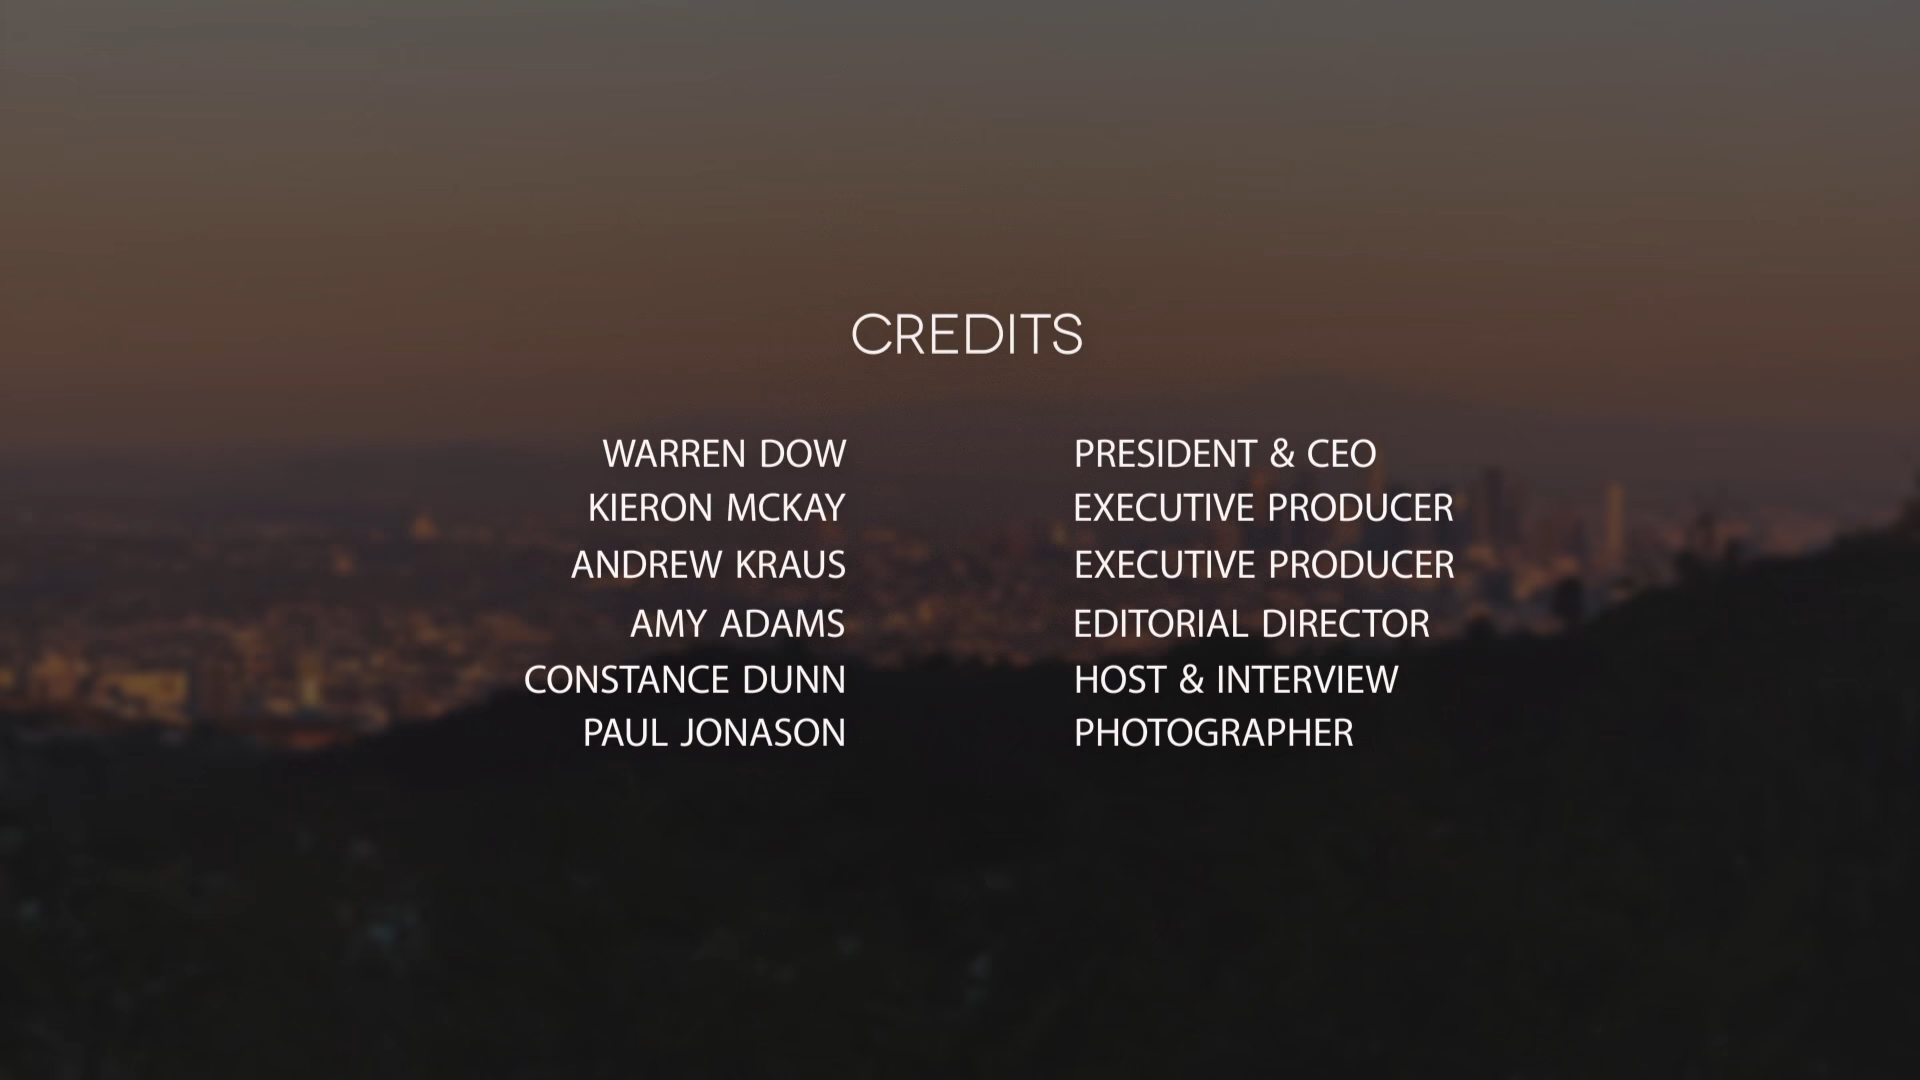 CREDITS
WARREN DOW PRESIDENT & CEO
KIERON MCKAY EXECUTIVE PRODUCER
ANDREW KRAUS EXECUTIVE PRODUCER
AMY ADAMS EDITORIAL DIRECTOR
CONSTANCE DUNN HOST & INTERVIEW
PAUL JONASON PHOTOGRAPHER